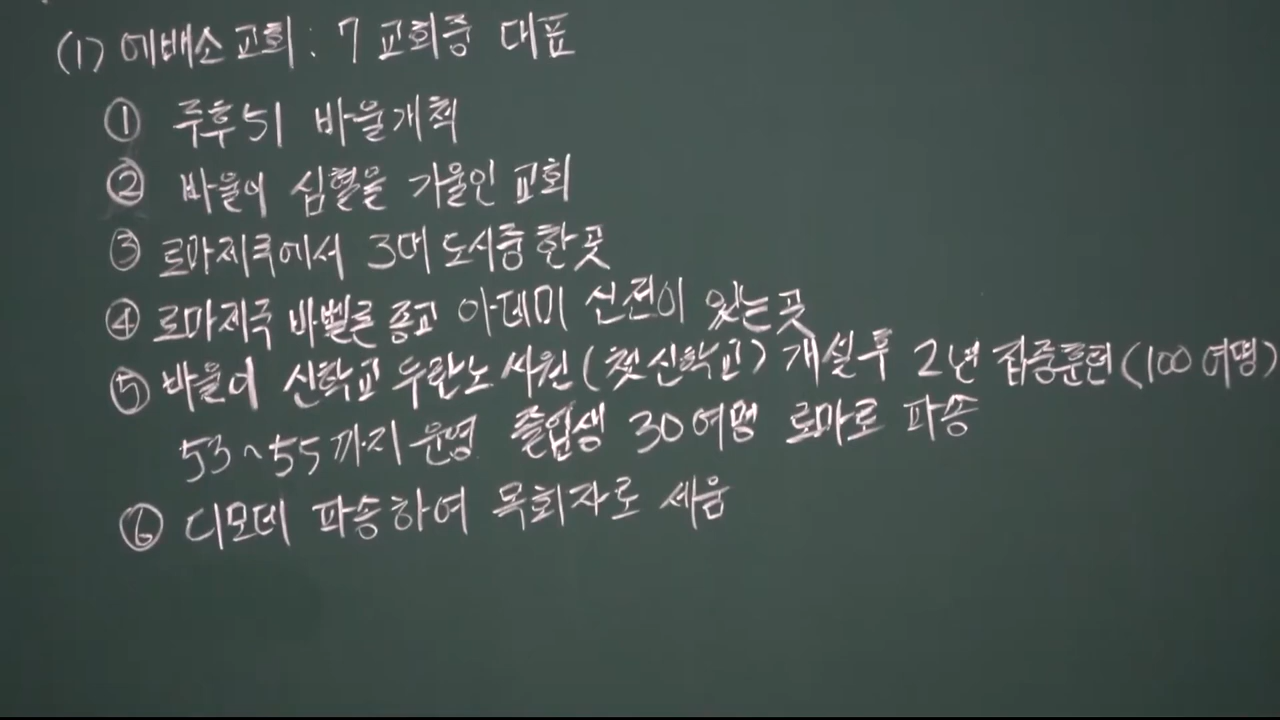 (1)에배소교회: 7교회중 대표
① 주후51 바울개척
② 바울이 심혈을 기울인 교회
③ 로마제국에서 3대 도시중 한곳
④ 로마제국 바벨론 종교 아데미 신전이 있는곳
⑤ 바울이 신학교 두란노 서원 (첫신학교) 개설후 2년 집중훈련(100여명)
53~55까지 운영 졸업생 30여명 로마로 파송
⑥ 디모데 파송하여 목회자로 세움